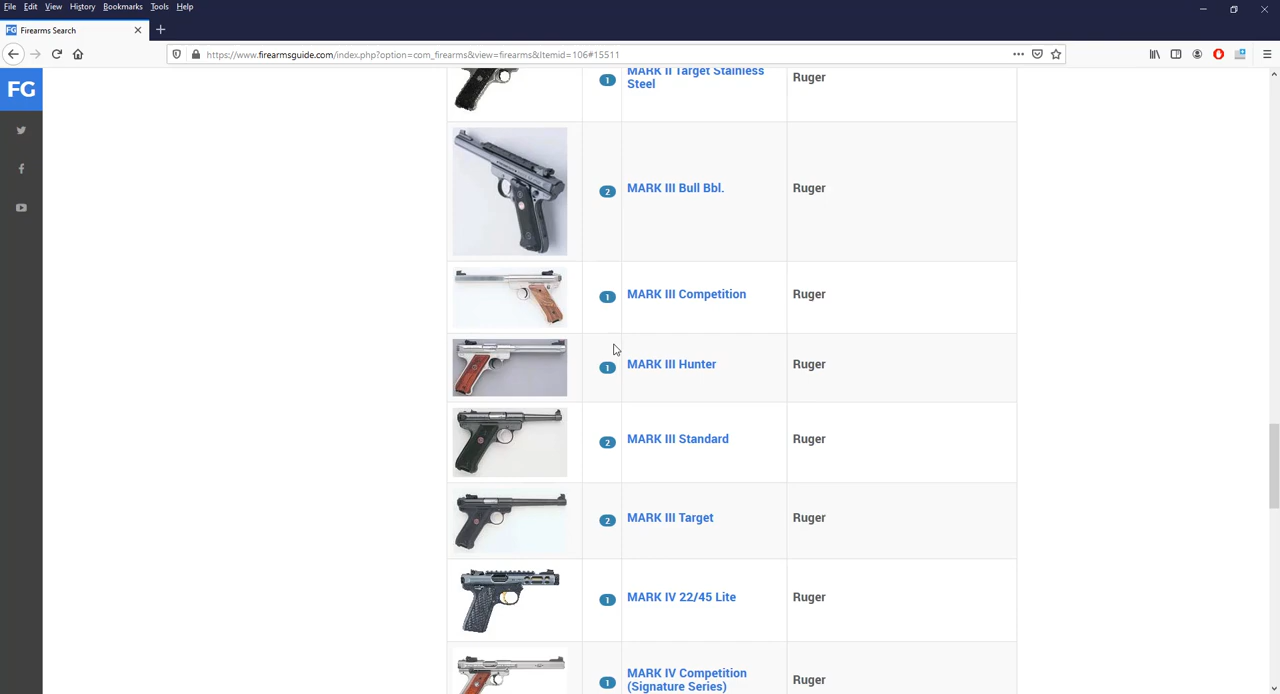 File Edit View History Bookmarks Tools Help
FG Firearms Search
https://www.firearmsguide.com/index.php?option=com_firearms&view=firearms&Itemid=106#15511
FG
1 MARK II Target Stainless Steel Ruger
2 MARK III Bull Bbl. Ruger
1 MARK III Competition Ruger
1 MARK III Hunter Ruger
2 MARK III Standard Ruger
2 MARK III Target Ruger
1 MARK IV 22/45 Lite Ruger
1 MARK IV Competition (Signature Series) Ruger